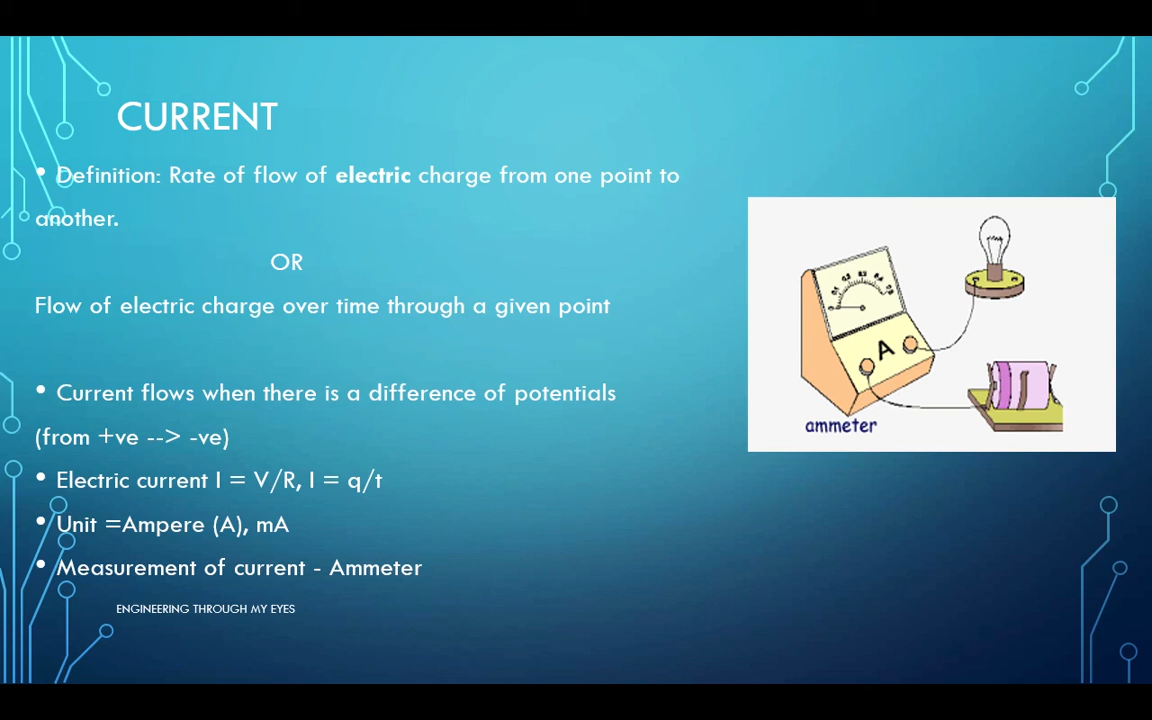 CURRENT
• Definition: Rate of flow of electric charge from one point to
another.
OR
Flow of electric charge over time through a given point
• Current flows when there is a difference of potentials
(from +ve --> -ve)
• Electric current I = V/R, I = q/t
• Unit =Ampere (A), mA
• Measurement of current - Ammeter
ENGINEERING THROUGH MY EYES
A
ammeter